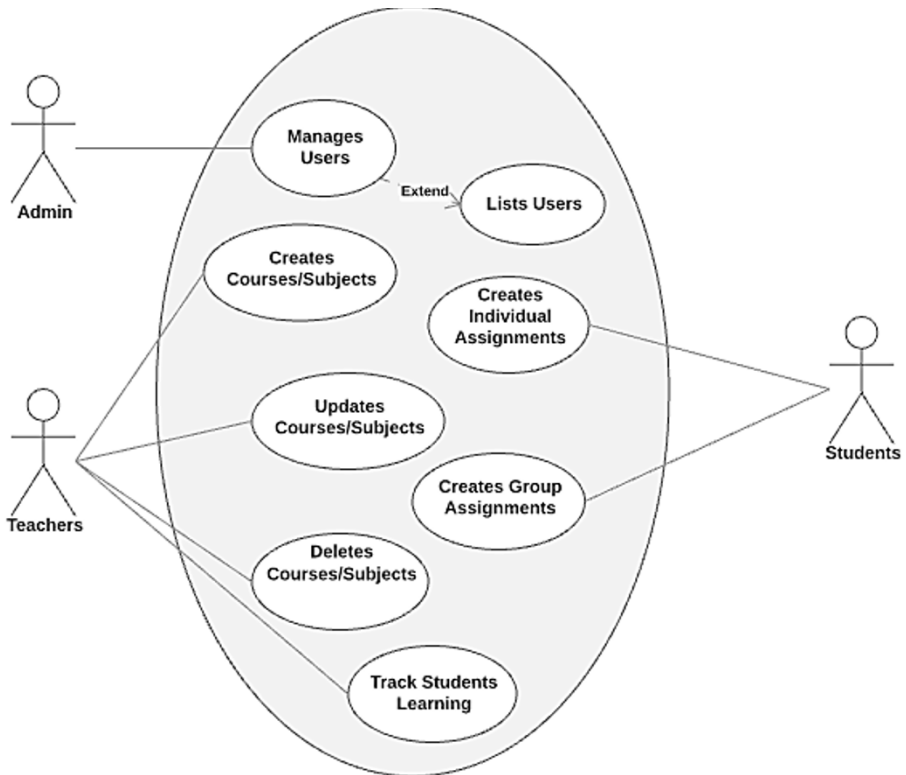 Manages
Users
Extend
Lists Users
Admin
Creates
Courses/Subjects
Creates
Individual
Assignments
Updates
Courses/Subjects
Students
Creates Group
Assignments
Teachers
Deletes
Courses/Subjects
Track Students
Learning